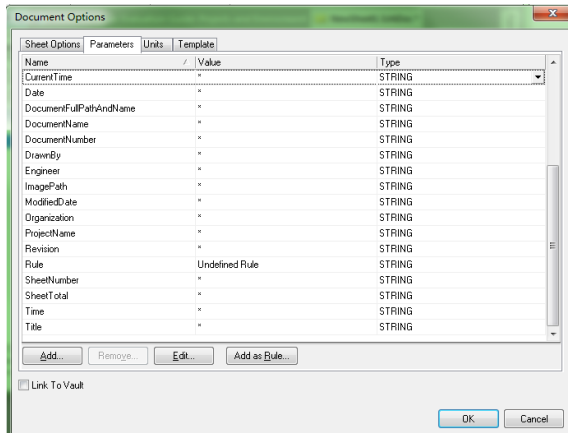 Document Options
Sheet Options Parameters Units Template
Name / Value Type
CurrentTime * STRING
Date * STRING
DocumentFullPathAndName * STRING
DocumentName * STRING
DocumentNumber * STRING
DrawnBy * STRING
Engineer * STRING
ImagePath * STRING
ModifiedDate * STRING
Organization * STRING
ProjectName * STRING
Revision * STRING
Rule Undefined Rule STRING
SheetNumber * STRING
SheetTotal * STRING
Time * STRING
Title * STRING
Add... Remove... Edit... Add as Rule...
Link To Vault
OK Cancel